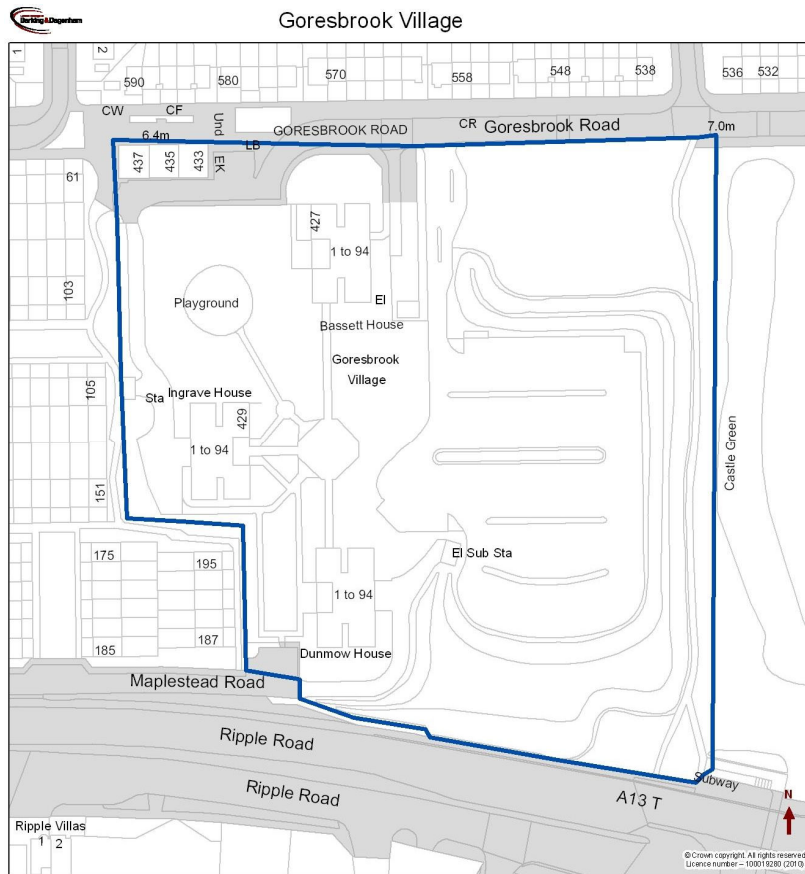 Barking & Dagenham
Goresbrook Village
1
2
590
580
570
558
548
538
536
532
CW
CF
Und
6.4m
GORESBROOK ROAD
CR
Goresbrook Road
7.0m
LB
437
435
433
EK
61
427
1 to 94
103
Playground
El
Bassett House
Goresbrook
Village
105
Sta
Ingrave House
429
1 to 94
Castle Green
151
175
195
El Sub Sta
1 to 94
185
187
Dunmow House
Maplestead Road
Ripple Road
Subway
Ripple Road
A13 T
N
Ripple Villas
1
2
© Crown copyright. All rights reserved
Licence number – 100019280 (2010)